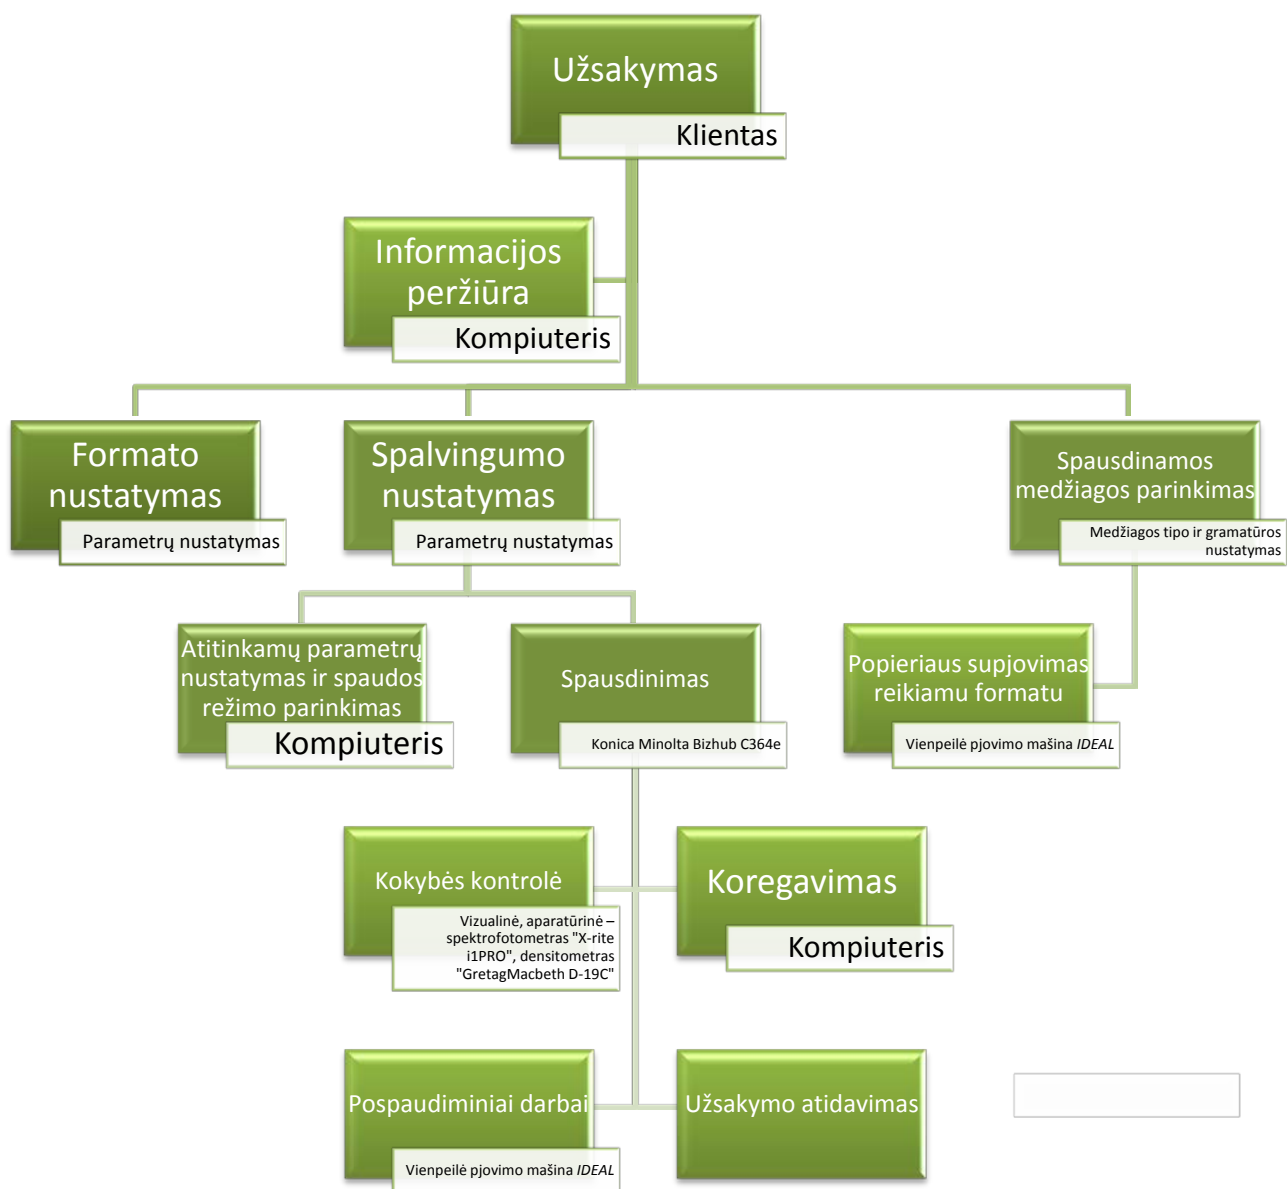 Užsakymas
Klientas
Informacijos
peržiūra
Kompiuteris
Formato
nustatymas
Parametrų nustatymas
Spalvingumo
nustatymas
Parametrų nustatymas
Spausdinamos
medžiagos parinkimas
Medžiagos tipo ir gramatūros
nustatymas
Atitinkamų parametrų
nustatymas ir spaudos
režimo parinkimas
Kompiuteris
Spausdinimas
Konica Minolta Bizhub C364e
Popieriaus supjovimas
reikiamu formatu
Vienpeilė pjovimo mašina IDEAL
Kokybės kontrolė
Vizualinė, aparatūrinė –
spektrofotometras "X-rite
i1PRO", densitometras
"GretagMacbeth D-19C"
Koregavimas
Kompiuteris
Pospaudiminiai darbai
Vienpeilė pjovimo mašina IDEAL
Užsakymo atidavimas